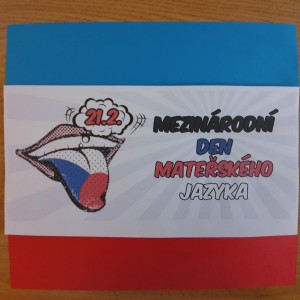 21.2.
MEZINÁRODNÍ
DEN
MATEŘSKÉHO
JAZYKA